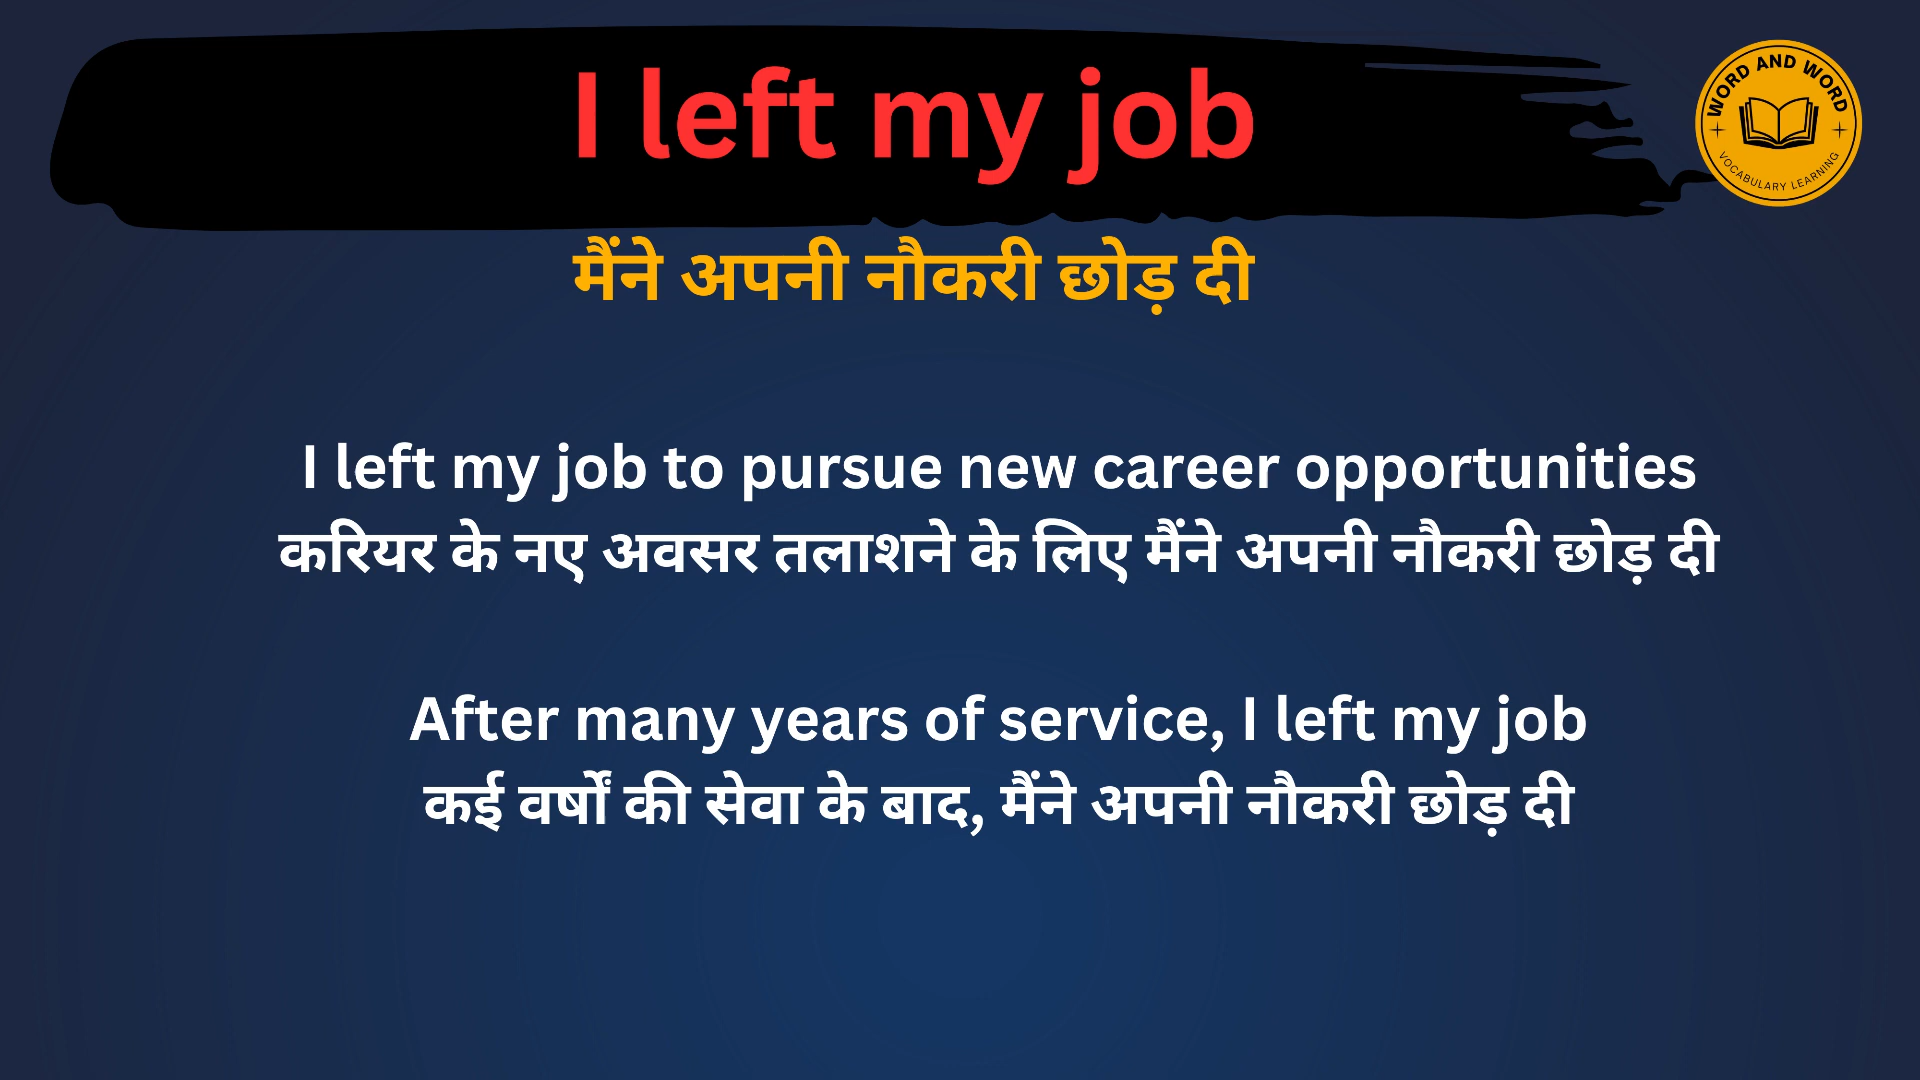 I left my job
WORD AND WORD
VOCABULARY LEARNING
मैंने अपनी नौकरी छोड़ दी
I left my job to pursue new career opportunities
करियर के नए अवसर तलाशने के लिए मैंने अपनी नौकरी छोड़ दी
After many years of service, I left my job
कई वर्षों की सेवा के बाद, मैंने अपनी नौकरी छोड़ दी